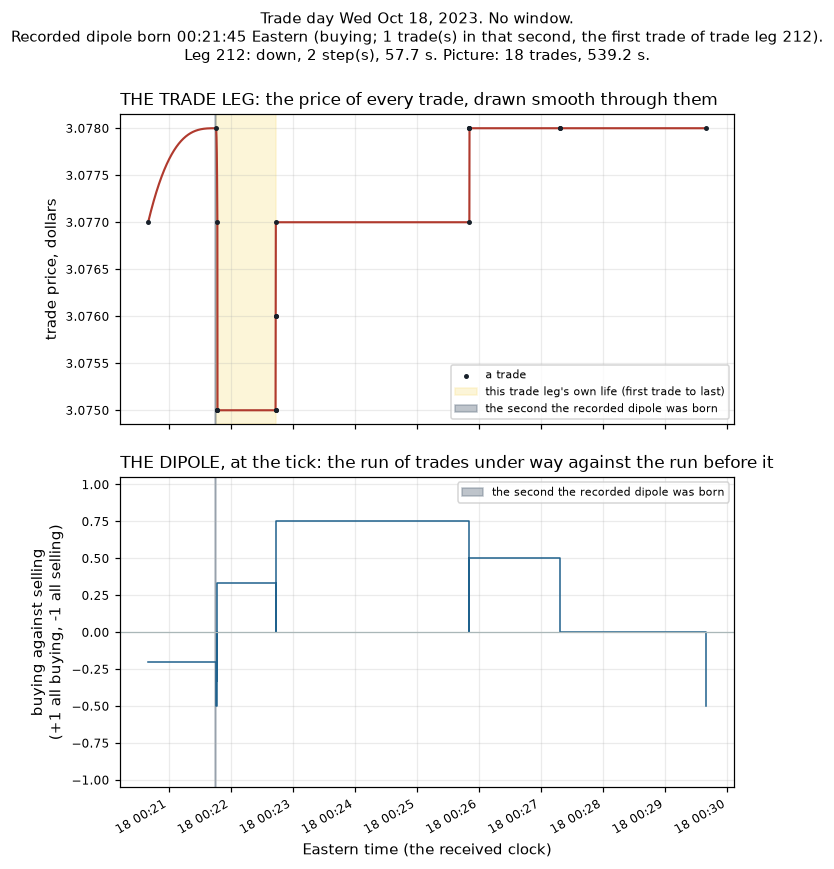 Trade day Wed Oct 18, 2023. No window.
Recorded dipole born 00:21:45 Eastern (buying; 1 trade(s) in that second, the first trade of trade leg 212).
Leg 212: down, 2 step(s), 57.7 s. Picture: 18 trades, 539.2 s.
THE TRADE LEG: the price of every trade, drawn smooth through them
trade price, dollars
3.0780
3.0775
3.0770
3.0765
3.0760
3.0755
3.0750
a trade
this trade leg's own life (first trade to last)
the second the recorded dipole was born
THE DIPOLE, at the tick: the run of trades under way against the run before it
buying against selling
(+1 all buying, -1 all selling)
1.00
0.75
0.50
0.25
0.00
−0.25
−0.50
−0.75
−1.00
the second the recorded dipole was born
18 00:21
18 00:22
18 00:23
18 00:24
18 00:25
18 00:26
18 00:27
18 00:28
18 00:29
18 00:30
Eastern time (the received clock)